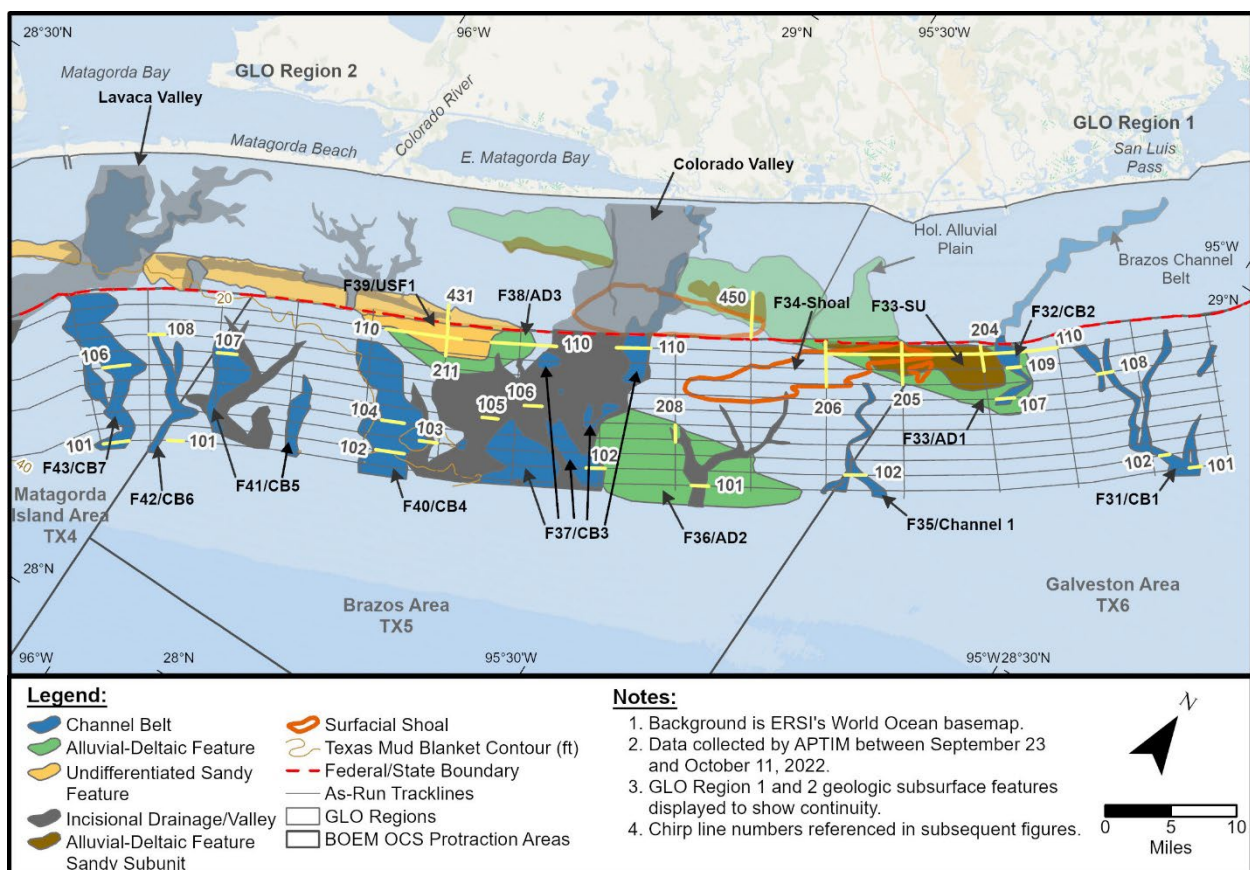 28°30'N
96°W
29°N
95°30'W
Matagorda Bay
GLO Region 2
Lavaca Valley
Colorado River
GLO Region 1
San Luis
Pass
Matagorda Beach
E. Matagorda Bay
Colorado Valley
Hol. Alluvial
Plain
95°W
Brazos Channel
Belt
29°N
20
F39/USF1
431
F38/AD3
450
F34-Shoal
F33-SU
204
F32/CB2
108
107
110
110
110
110
106
211
109
108
106
105
104
103
102
208
206
205
107
F33/AD1
101
101
102
101
102
102
101
40
F43/CB7
F42/CB6
F41/CB5
F40/CB4
F37/CB3
F36/AD2
F35/Channel 1
F31/CB1
Matagorda
Island Area
TX4
28°N
Brazos Area
TX5
Galveston Area
TX6
96°W
28°N
95°30'W
95°W
28°30'N
Legend:
Channel Belt
Alluvial-Deltaic Feature
Undifferentiated Sandy
Feature
Incisional Drainage/Valley
Alluvial-Deltaic Feature
Sandy Subunit
Surfacial Shoal
Texas Mud Blanket Contour (ft)
Federal/State Boundary
As-Run Tracklines
GLO Regions
BOEM OCS Protraction Areas
Notes:
1. Background is ERSI's World Ocean basemap.
2. Data collected by APTIM between September 23
and October 11, 2022.
3. GLO Region 1 and 2 geologic subsurface features
displayed to show continuity.
4. Chirp line numbers referenced in subsequent figures.
N
0 5 10
Miles